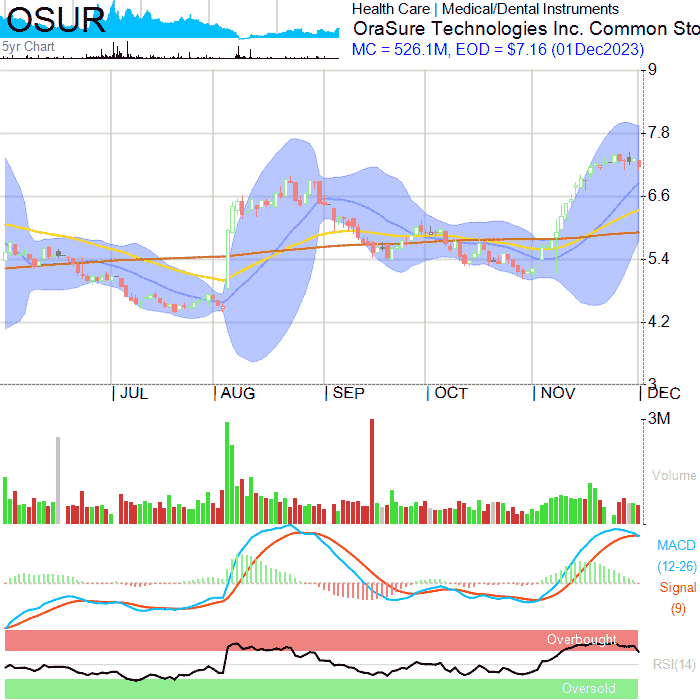 OSUR
5yr Chart
Health Care | Medical/Dental Instruments
OraSure Technologies Inc. Common Sto
MC = 526.1M, EOD = $7.16 (01Dec2023)
9
7.8
6.6
5.4
4.2
3
JUL
AUG
SEP
OCT
NOV
DEC
3M
Volume
MACD
(12-26)
Signal
(9)
Overbought
RSI(14)
Oversold